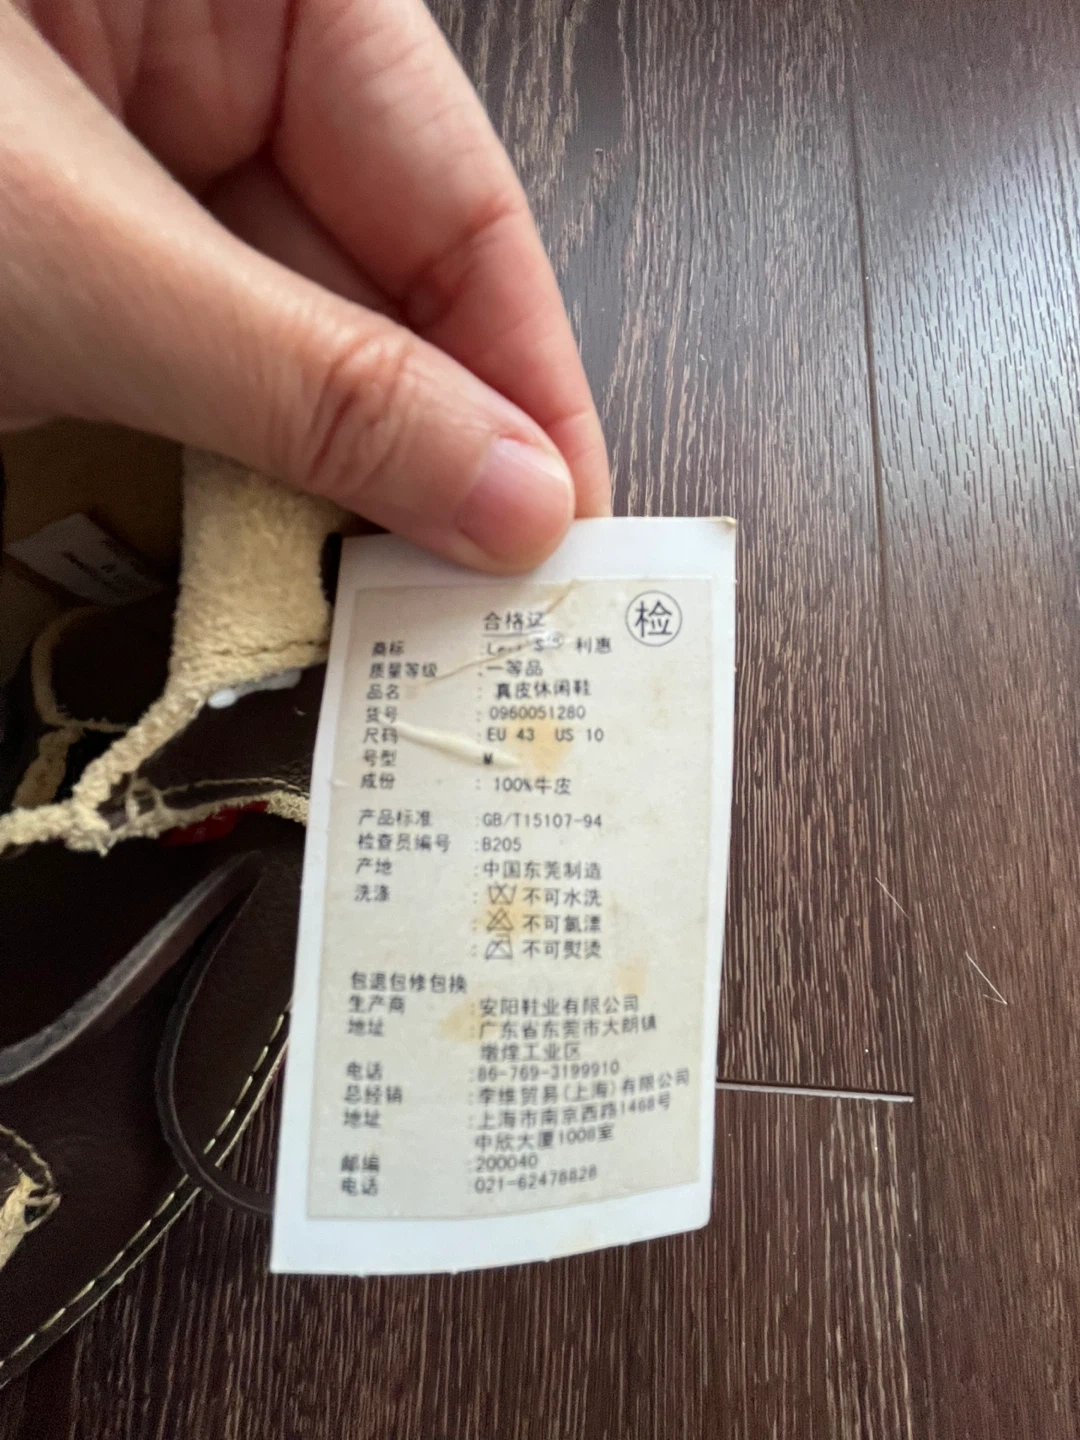 合格证
检
商标 :Levi'S® 利惠
质量等级 :一等品
品名 : 真皮休闲鞋
货号 : 0960051280
尺码 :EU 43 US 10
号型 : M
成份 : 100%牛皮
产品标准 :GB/T15107-94
检查员编号 :B205
产地 :中国东莞制造
洗涤 : 不可水洗
: 不可氯漂
: 不可熨烫
包退包修包换
生产商 :安阳鞋业有限公司
地址 :广东省东莞市大朗镇
墩煌工业区
电话 :86-769-3199910
总经销 :李维贸易(上海)有限公司
地址 :上海市南京西路1468号
中欣大厦1008室
邮编 :200040
电话 :021-62478828